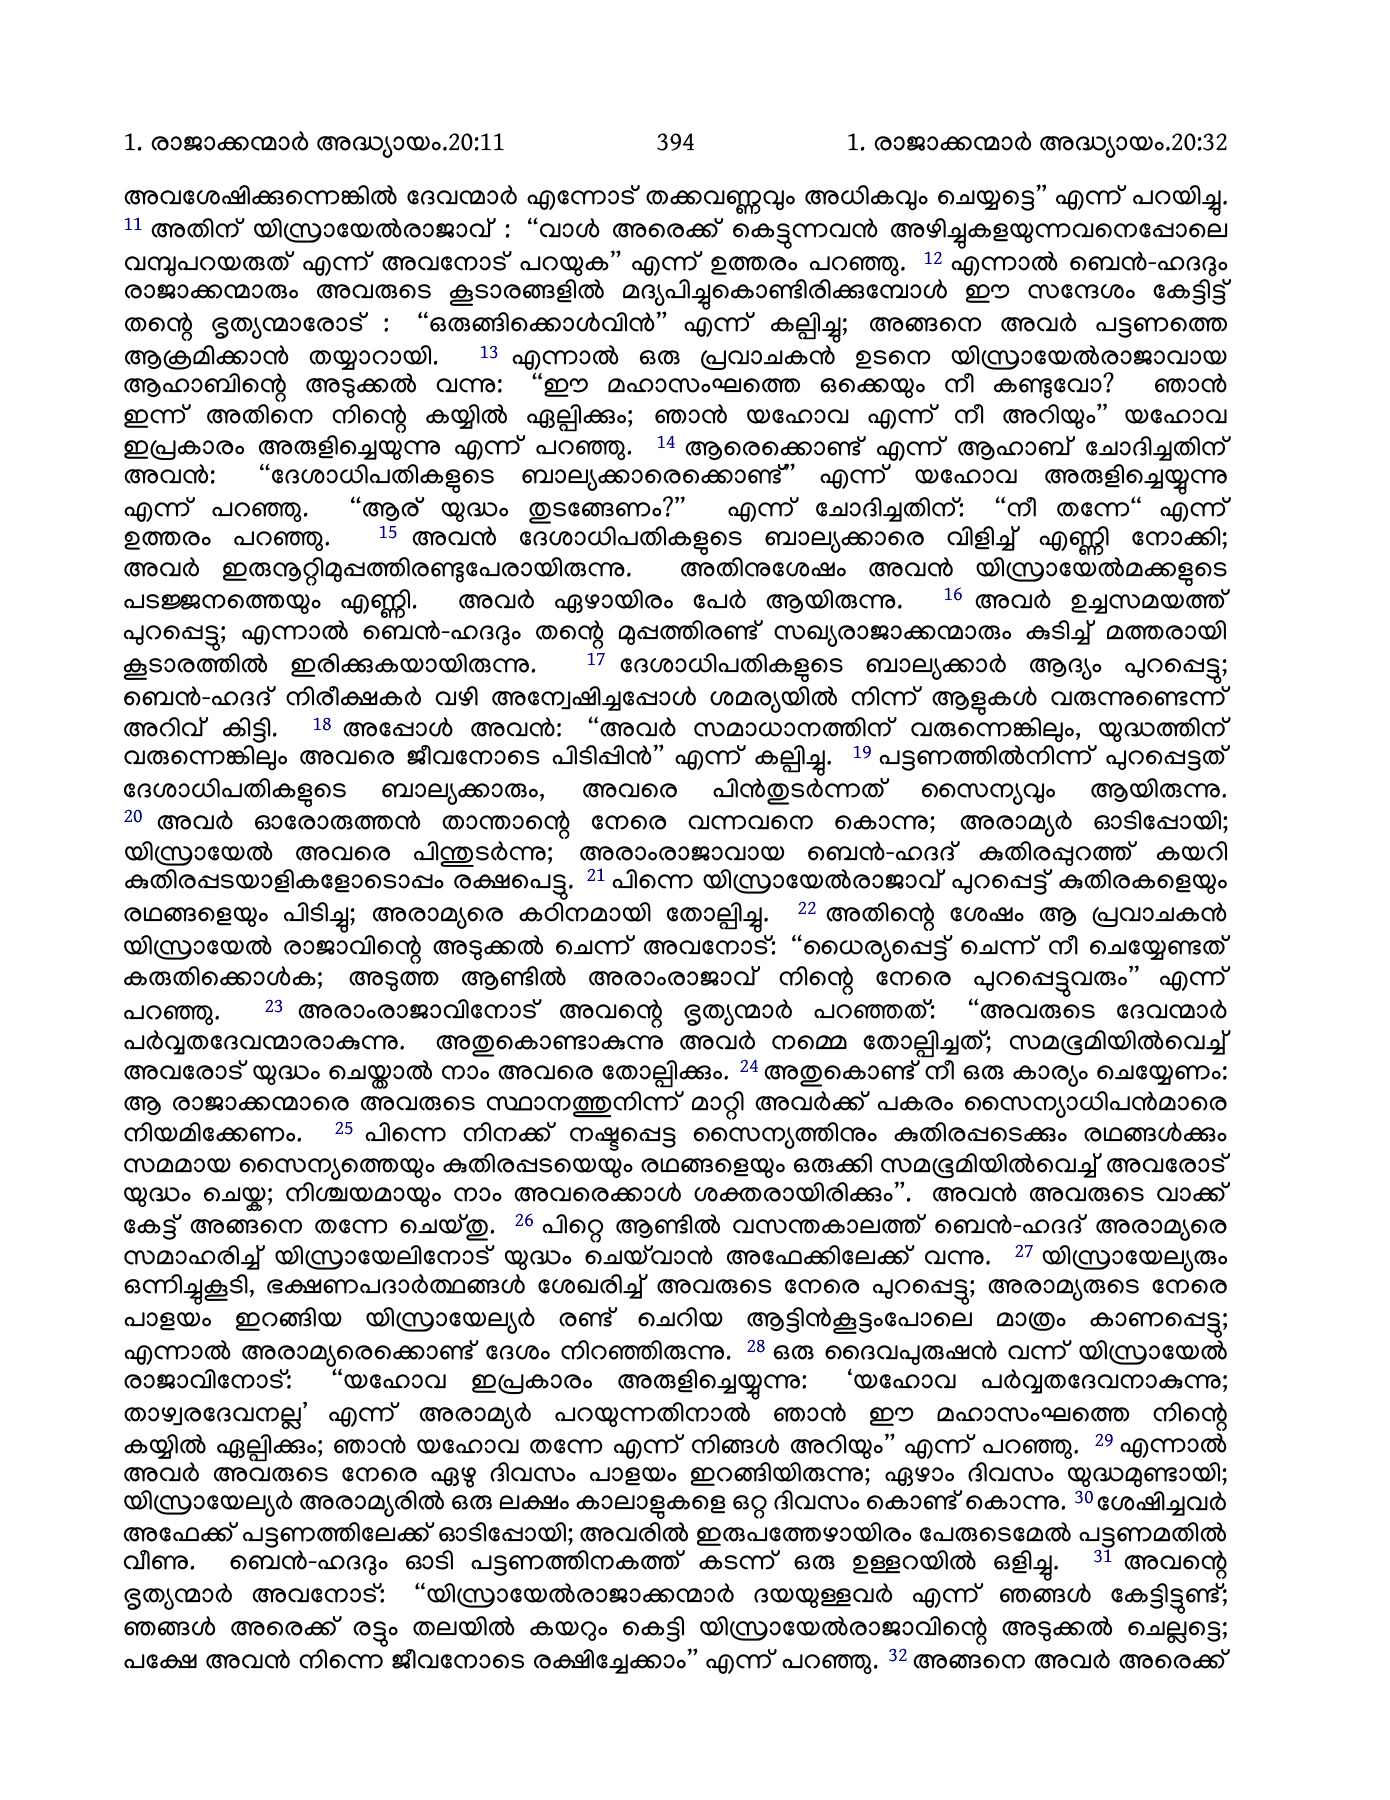 1. രാജാക്കന്മാർ അദ്ധ്യായം.20:11 394 1. രാജാക്കന്മാർ അദ്ധ്യായം.20:32
അവശേഷിക്കുന്നെങ്കിൽ ദേവന്മാർ എന്നോട് തക്കവണ്ണവും അധികവും ചെയ്യട്ടെ” എന്ന് പറയിച്ചു.
11 അതിന് യിസ്രായേൽരാജാവ് : “വാൾ അരെക്ക് കെട്ടുന്നവൻ അഴിച്ചുകളയുന്നവനെപ്പോലെ
വമ്പുപറയരുത് എന്ന് അവനോട് പറയുക” എന്ന് ഉത്തരം പറഞ്ഞു. 12 എന്നാൽ ബെൻ-ഹദദും
രാജാക്കന്മാരും അവരുടെ കൂടാരങ്ങളിൽ മദ്യപിച്ചുകൊണ്ടിരിക്കുമ്പോൾ ഈ സന്ദേശം കേട്ടിട്ട്
തന്റെ ഭൃത്യന്മാരോട് : “ഒരുങ്ങിക്കൊൾവിൻ” എന്ന് കല്പിച്ചു; അങ്ങനെ അവർ പട്ടണത്തെ
ആക്രമിക്കാൻ തയ്യാറായി. 13 എന്നാൽ ഒരു പ്രവാചകൻ ഉടനെ യിസ്രായേൽരാജാവായ
ആഹാബിന്റെ അടുക്കൽ വന്നു: “ഈ മഹാസംഘത്തെ ഒക്കെയും നീ കണ്ടുവോ? ഞാൻ
ഇന്ന് അതിനെ നിന്റെ കയ്യിൽ ഏല്പിക്കും; ഞാൻ യഹോവ എന്ന് നീ അറിയും” യഹോവ
ഇപ്രകാരം അരുളിച്ചെയുന്നു എന്ന് പറഞ്ഞു. 14 ആരെക്കൊണ്ട് എന്ന് ആഹാബ് ചോദിച്ചതിന്
അവൻ: “ദേശാധിപതികളുടെ ബാല്യക്കാരെക്കൊണ്ട്” എന്ന് യഹോവ അരുളിച്ചെയ്യുന്നു
എന്ന് പറഞ്ഞു. “ആര് യുദ്ധം തുടങ്ങേണം?” എന്ന് ചോദിച്ചതിന്: “നീ തന്നേ“ എന്ന്
ഉത്തരം പറഞ്ഞു. 15 അവൻ ദേശാധിപതികളുടെ ബാല്യക്കാരെ വിളിച്ച് എണ്ണി നോക്കി;
അവർ ഇരുനൂറ്റിമുപ്പത്തിരണ്ടുപേരായിരുന്നു. അതിനുശേഷം അവൻ യിസ്രായേൽമക്കളുടെ
പടജ്ജനത്തെയും എണ്ണി. അവർ ഏഴായിരം പേർ ആയിരുന്നു. 16 അവർ ഉച്ചസമയത്ത്
പുറപ്പെട്ടു; എന്നാൽ ബെൻ-ഹദദും തന്റെ മുപ്പത്തിരണ്ട് സഖ്യരാജാക്കന്മാരും കുടിച്ച് മത്തരായി
കൂടാരത്തിൽ ഇരിക്കുകയായിരുന്നു. 17 ദേശാധിപതികളുടെ ബാല്യക്കാർ ആദ്യം പുറപ്പെട്ടു;
ബെൻ-ഹദദ് നിരീക്ഷകർ വഴി അന്വേഷിച്ചപ്പോൾ ശമര്യയിൽ നിന്ന് ആളുകൾ വരുന്നുണ്ടെന്ന്
അറിവ് കിട്ടി. 18 അപ്പോൾ അവൻ: “അവർ സമാധാനത്തിന് വരുന്നെങ്കിലും, യുദ്ധത്തിന്
വരുന്നെങ്കിലും അവരെ ജീവനോടെ പിടിപ്പിൻ” എന്ന് കല്പിച്ചു. 19 പട്ടണത്തിൽനിന്ന് പുറപ്പെട്ടത്
ദേശാധിപതികളുടെ ബാല്യക്കാരും, അവരെ പിൻതുടർന്നത് സൈന്യവും ആയിരുന്നു.
20 അവർ ഓരോരുത്തൻ താന്താന്റെ നേരെ വന്നവനെ കൊന്നു; അരാമ്യർ ഓടിപ്പോയി;
യിസ്രായേൽ അവരെ പിന്തുടർന്നു; അരാംരാജാവായ ബെൻ-ഹദദ് കുതിരപ്പുറത്ത് കയറി
കുതിരപ്പടയാളികളോടൊപ്പം രക്ഷപെട്ടു. 21 പിന്നെ യിസ്രായേൽരാജാവ് പുറപ്പെട്ട് കുതിരകളെയും
രഥങ്ങളെയും പിടിച്ചു; അരാമ്യരെ കഠിനമായി തോല്പിച്ചു. 22 അതിന്റെ ശേഷം ആ പ്രവാചകൻ
യിസ്രായേൽ രാജാവിന്റെ അടുക്കൽ ചെന്ന് അവനോട്: “ധൈര്യപ്പെട്ട് ചെന്ന് നീ ചെയ്യേണ്ടത്
കരുതിക്കൊൾക; അടുത്ത ആണ്ടിൽ അരാംരാജാവ് നിന്റെ നേരെ പുറപ്പെട്ടുവരും” എന്ന്
പറഞ്ഞു. 23 അരാംരാജാവിനോട് അവന്റെ ഭൃത്യന്മാർ പറഞ്ഞത്: “അവരുടെ ദേവന്മാർ
പർവ്വതദേവന്മാരാകുന്നു. അതുകൊണ്ടാകുന്നു അവർ നമ്മെ തോല്പിച്ചത്; സമഭൂമിയിൽവെച്ച്
അവരോട് യുദ്ധം ചെയ്താൽ നാം അവരെ തോല്പിക്കും. 24 അതുകൊണ്ട് നീ ഒരു കാര്യം ചെയ്യേണം:
ആ രാജാക്കന്മാരെ അവരുടെ സ്ഥാനത്തുനിന്ന് മാറ്റി അവർക്ക് പകരം സൈന്യാധിപൻമാരെ
നിയമിക്കേണം. 25 പിന്നെ നിനക്ക് നഷ്ടപ്പെട്ട സൈന്യത്തിനും കുതിരപ്പടെക്കും രഥങ്ങൾക്കും
സമമായ സൈന്യത്തെയും കുതിരപ്പടയെയും രഥങ്ങളെയും ഒരുക്കി സമഭൂമിയിൽവെച്ച് അവരോട്
യുദ്ധം ചെയ്ക; നിശ്ചയമായും നാം അവരെക്കാൾ ശക്തരായിരിക്കും”. അവൻ അവരുടെ വാക്ക്
കേട്ട് അങ്ങനെ തന്നേ ചെയ്തു. 26 പിറ്റെ ആണ്ടിൽ വസന്തകാലത്ത് ബെൻ-ഹദദ് അരാമ്യരെ
സമാഹരിച്ച് യിസ്രായേലിനോട് യുദ്ധം ചെയ്‌വാൻ അഫേക്കിലേക്ക് വന്നു. 27 യിസ്രായേല്യരും
ഒന്നിച്ചുകൂടി, ഭക്ഷണപദാർത്ഥങ്ങൾ ശേഖരിച്ച് അവരുടെ നേരെ പുറപ്പെട്ടു; അരാമ്യരുടെ നേരെ
പാളയം ഇറങ്ങിയ യിസ്രായേല്യർ രണ്ട് ചെറിയ ആട്ടിൻകൂട്ടംപോലെ മാത്രം കാണപ്പെട്ടു;
എന്നാൽ അരാമ്യരെക്കൊണ്ട് ദേശം നിറഞ്ഞിരുന്നു. 28 ഒരു ദൈവപുരുഷൻ വന്ന് യിസ്രായേൽ
രാജാവിനോട്: “യഹോവ ഇപ്രകാരം അരുളിച്ചെയ്യുന്നു: ‘യഹോവ പർവ്വതദേവനാകുന്നു;
താഴ്വരദേവനല്ല’ എന്ന് അരാമ്യർ പറയുന്നതിനാൽ ഞാൻ ഈ മഹാസംഘത്തെ നിന്റെ
കയ്യിൽ ഏല്പിക്കും; ഞാൻ യഹോവ തന്നേ എന്ന് നിങ്ങൾ അറിയും” എന്ന് പറഞ്ഞു. 29 എന്നാൽ
അവർ അവരുടെ നേരെ ഏഴു ദിവസം പാളയം ഇറങ്ങിയിരുന്നു; ഏഴാം ദിവസം യുദ്ധമുണ്ടായി;
യിസ്രായേല്യർ അരാമ്യരിൽ ഒരു ലക്ഷം കാലാളുകളെ ഒറ്റ ദിവസം കൊണ്ട് കൊന്നു. 30 ശേഷിച്ചവർ
അഫേക്ക് പട്ടണത്തിലേക്ക് ഓടിപ്പോയി; അവരിൽ ഇരുപത്തേഴായിരം പേരുടെമേൽ പട്ടണമതിൽ
വീണു. ബെൻ-ഹദദും ഓടി പട്ടണത്തിനകത്ത് കടന്ന് ഒരു ഉള്ളറയിൽ ഒളിച്ചു. 31 അവന്റെ
ഭൃത്യന്മാർ അവനോട്: “യിസ്രായേൽരാജാക്കന്മാർ ദയയുള്ളവർ എന്ന് ഞങ്ങൾ കേട്ടിട്ടുണ്ട്;
ഞങ്ങൾ അരെക്ക് രട്ടും തലയിൽ കയറും കെട്ടി യിസ്രായേൽരാജാവിന്റെ അടുക്കൽ ചെല്ലട്ടെ;
പക്ഷേ അവൻ നിന്നെ ജീവനോടെ രക്ഷിച്ചേക്കാം” എന്ന് പറഞ്ഞു. 32 അങ്ങനെ അവർ അരെക്ക്